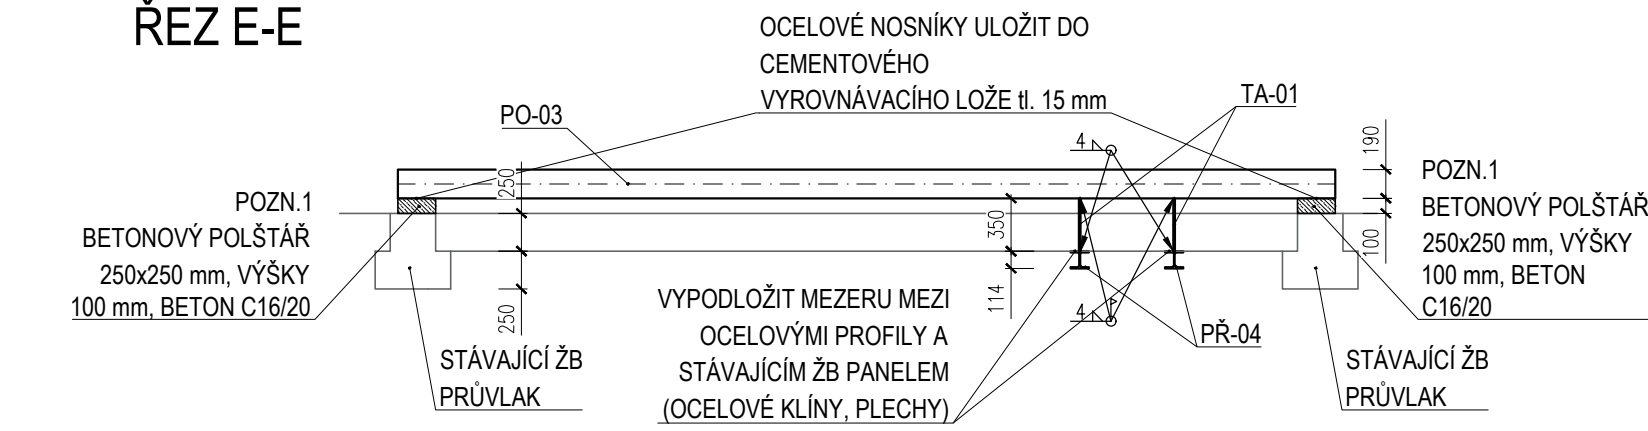 ŘEZ E-E
OCELOVÉ NOSNÍKY ULOŽIT DO
CEMENTOVÉHO
VYROVNÁVACÍHO LOŽE tl. 15 mm
PO-03
TA-01
4
190
250
POZN.1
BETONOVÝ POLŠTÁŘ
250x250 mm, VÝŠKY
100 mm, BETON C16/20
350
100
POZN.1
BETONOVÝ POLŠTÁŘ
250x250 mm, VÝŠKY
100 mm, BETON
C16/20
250
114
4
VYPODLOŽIT MEZERU MEZI
OCELOVÝMI PROFILY A
STÁVAJÍCÍM ŽB PANELEM
(OCELOVÉ KLÍNY, PLECHY)
PŘ-04
STÁVAJÍCÍ ŽB
PRŮVLAK
STÁVAJÍCÍ ŽB
PRŮVLAK